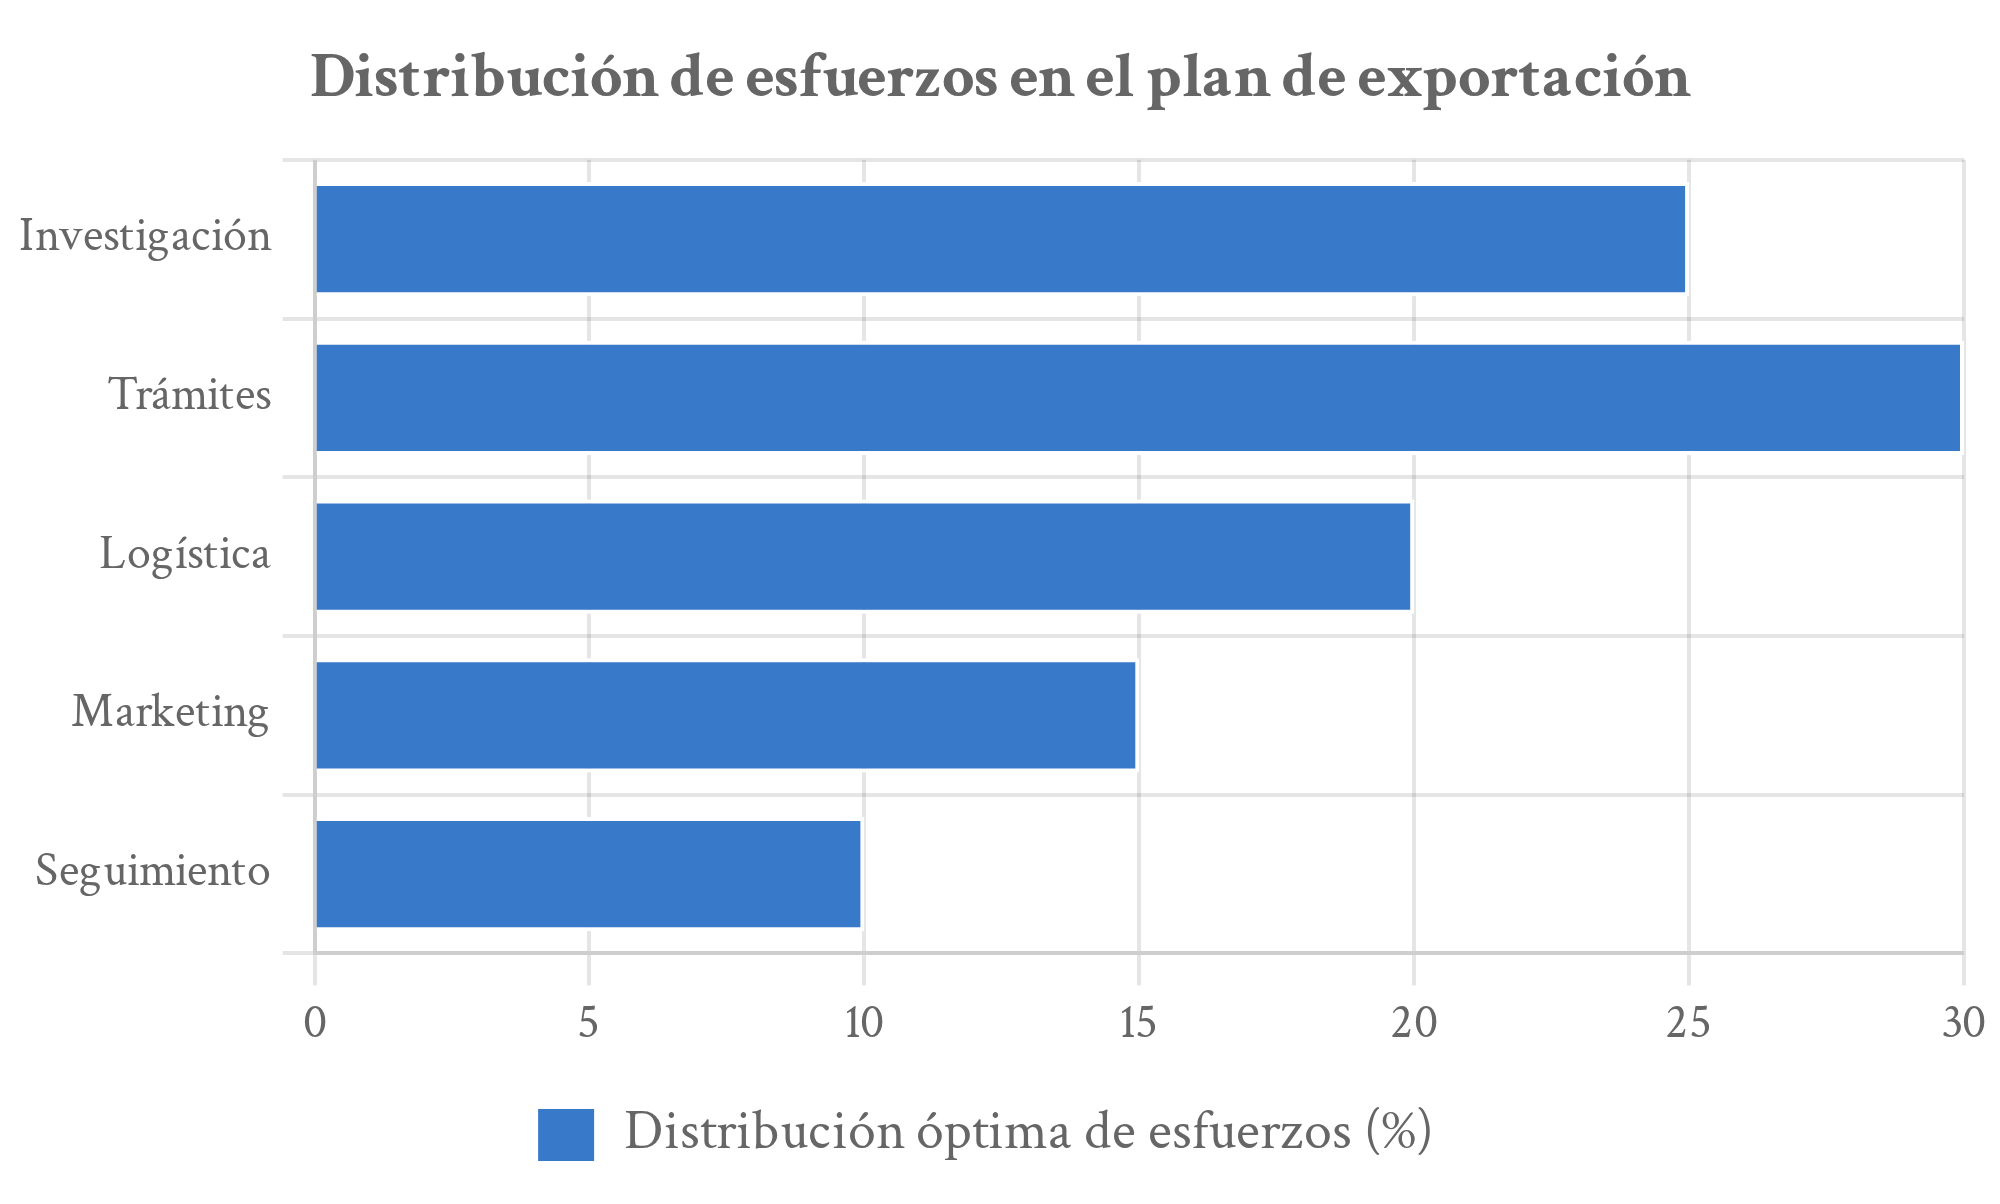 Distribución de esfuerzos en el plan de exportación
Investigación
Trámites
Logística
Marketing
Seguimiento
0 5 10 15 20 25 30
Distribución óptima de esfuerzos (%)